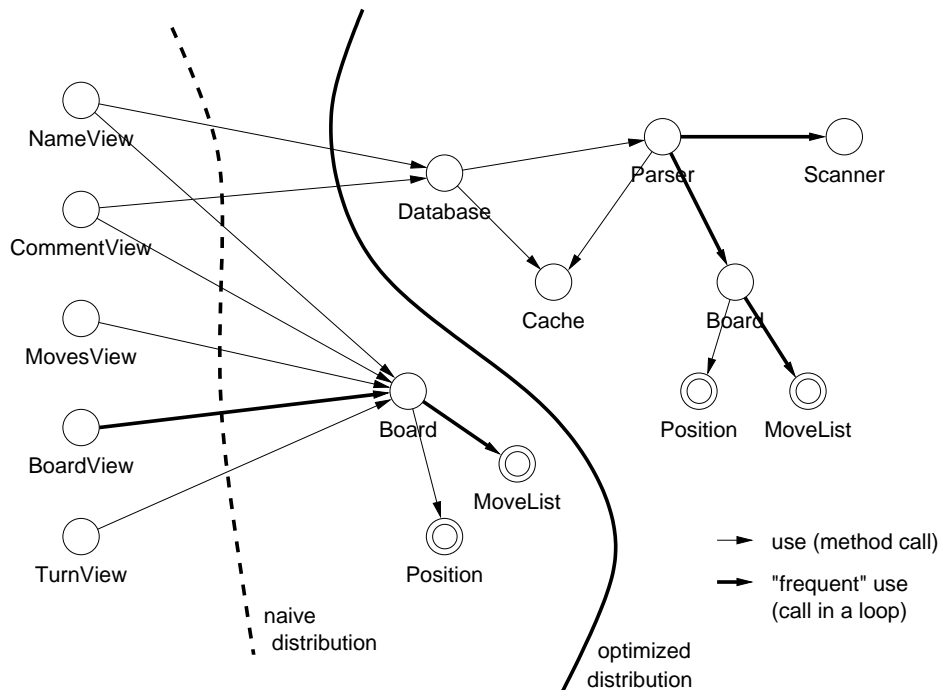 NameView
Parser
Scanner
Database
CommentView
Cache
Board
MovesView
Board
Position
MoveList
BoardView
MoveList
TurnView
Position
use (method call)
"frequent" use
(call in a loop)
naive
distribution
optimized
distribution